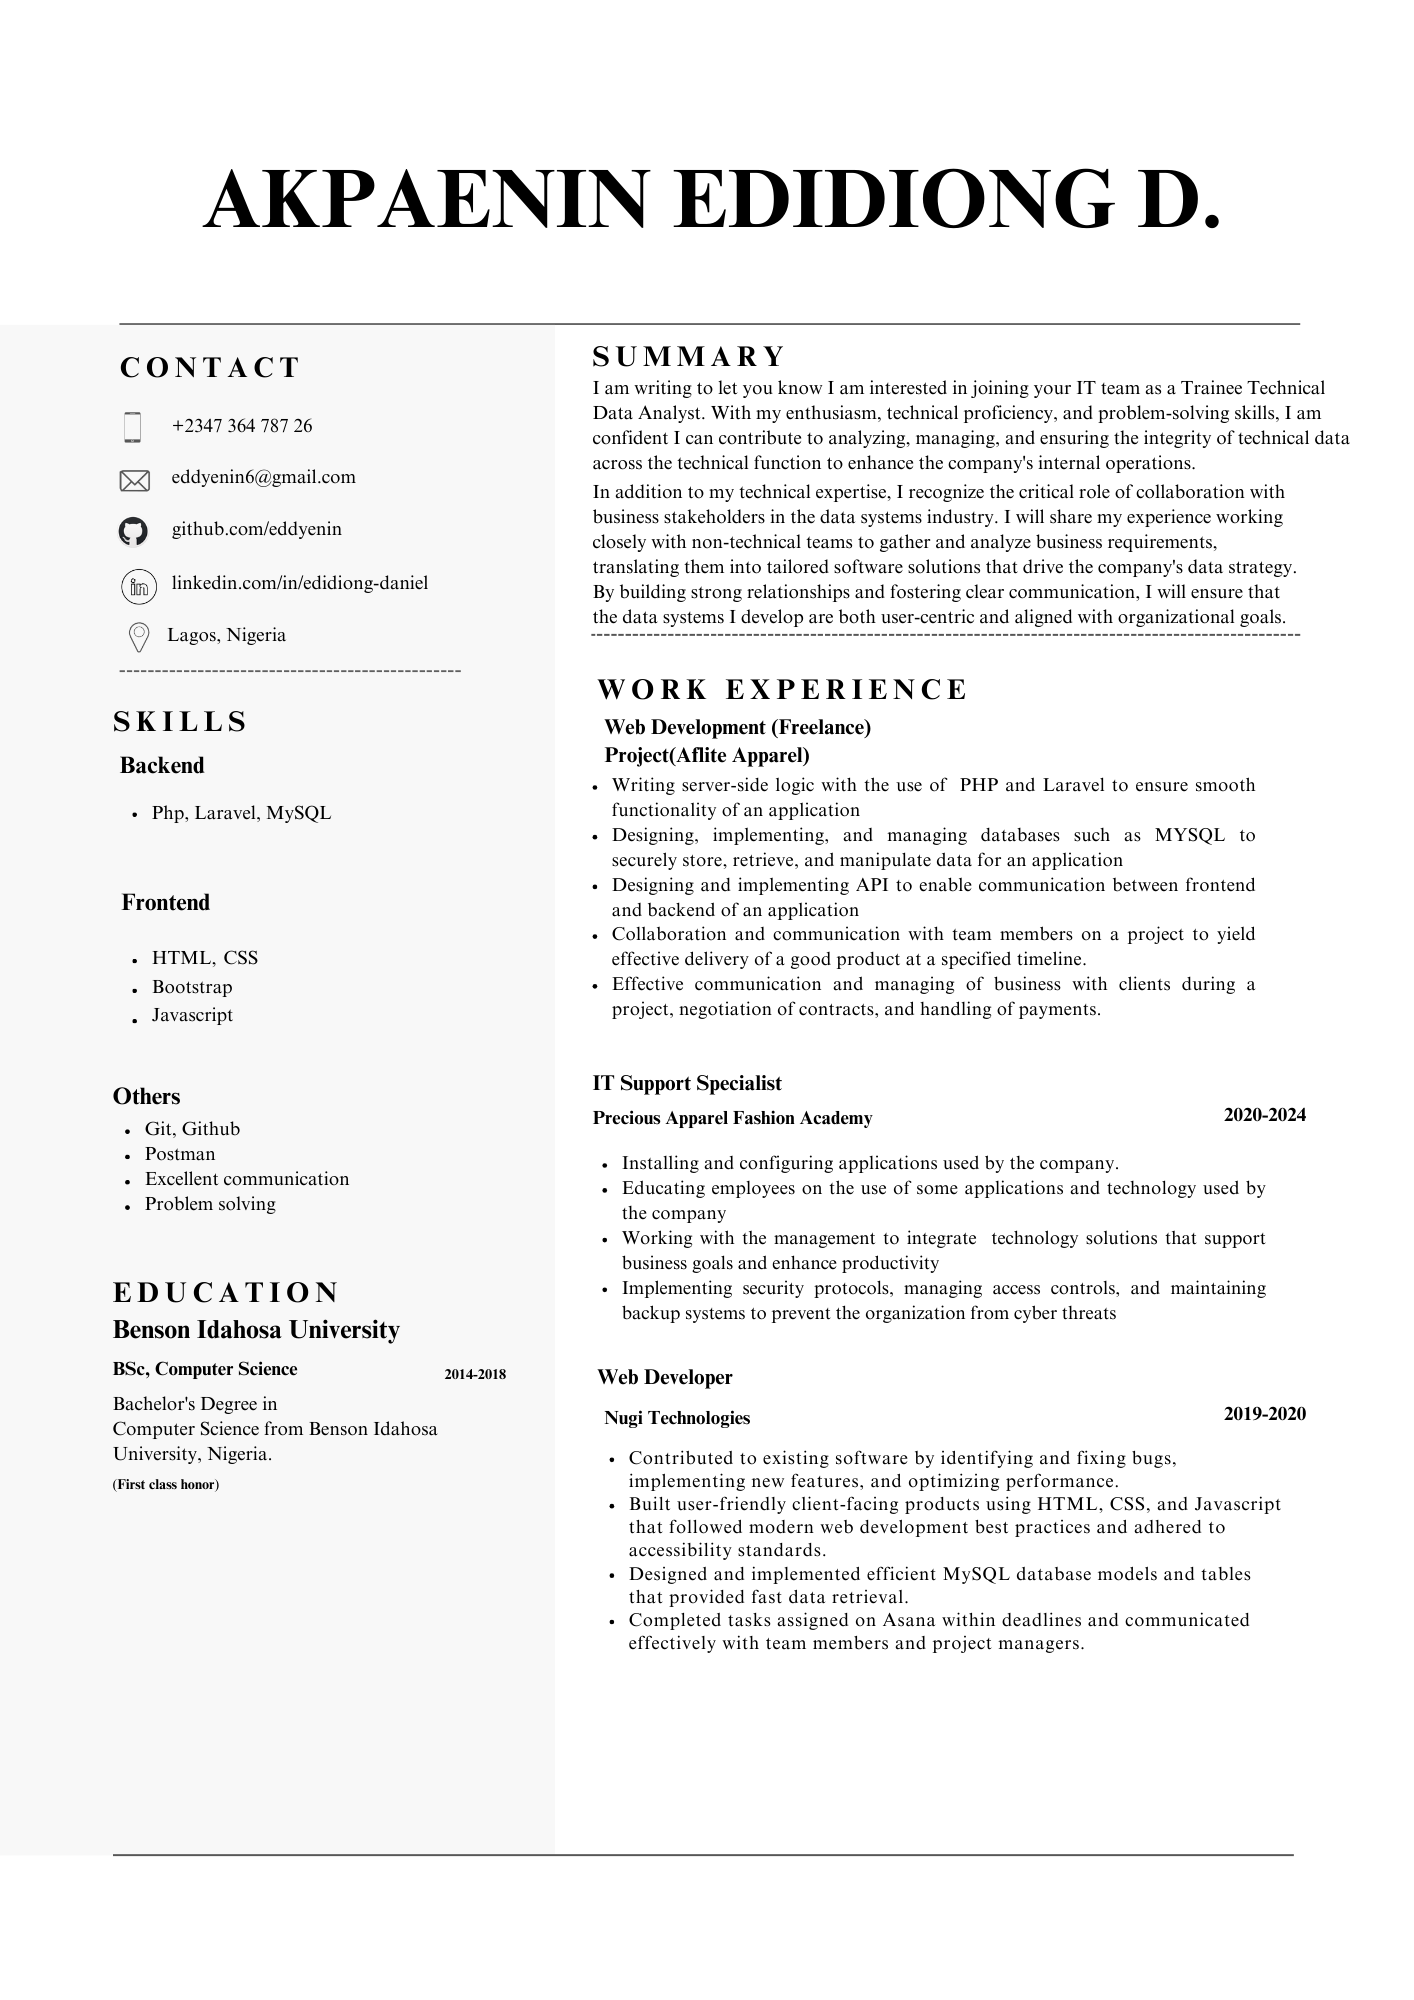 AKPAENIN EDIDIONG D.
CONTACT
+2347 364 787 26
eddyenin6@gmail.com
github.com/eddyenin
linkedin.com/in/edidiong-daniel
Lagos, Nigeria
SKILLS
Backend
• Php, Laravel, MySQL
Frontend
• HTML, CSS
• Bootstrap
• Javascript
Others
• Git, Github
• Postman
• Excellent communication
• Problem solving
EDUCATION
Benson Idahosa University
BSc, Computer Science 2014-2018
Bachelor's Degree in
Computer Science from Benson Idahosa
University, Nigeria.
(First class honor)
SUMMARY
I am writing to let you know I am interested in joining your IT team as a Trainee Technical
Data Analyst. With my enthusiasm, technical proficiency, and problem-solving skills, I am
confident I can contribute to analyzing, managing, and ensuring the integrity of technical data
across the technical function to enhance the company's internal operations.
In addition to my technical expertise, I recognize the critical role of collaboration with
business stakeholders in the data systems industry. I will share my experience working
closely with non-technical teams to gather and analyze business requirements,
translating them into tailored software solutions that drive the company's data strategy.
By building strong relationships and fostering clear communication, I will ensure that
the data systems I develop are both user-centric and aligned with organizational goals.
WORK EXPERIENCE
Web Development (Freelance)
Project(Aflite Apparel)
• Writing server-side logic with the use of PHP and Laravel to ensure smooth
functionality of an application
• Designing, implementing, and managing databases such as MYSQL to
securely store, retrieve, and manipulate data for an application
• Designing and implementing API to enable communication between frontend
and backend of an application
• Collaboration and communication with team members on a project to yield
effective delivery of a good product at a specified timeline.
• Effective communication and managing of business with clients during a
project, negotiation of contracts, and handling of payments.
IT Support Specialist
Precious Apparel Fashion Academy 2020-2024
• Installing and configuring applications used by the company.
• Educating employees on the use of some applications and technology used by
the company
• Working with the management to integrate technology solutions that support
business goals and enhance productivity
• Implementing security protocols, managing access controls, and maintaining
backup systems to prevent the organization from cyber threats
Web Developer
Nugi Technologies 2019-2020
• Contributed to existing software by identifying and fixing bugs,
implementing new features, and optimizing performance.
• Built user-friendly client-facing products using HTML, CSS, and Javascript
that followed modern web development best practices and adhered to
accessibility standards.
• Designed and implemented efficient MySQL database models and tables
that provided fast data retrieval.
• Completed tasks assigned on Asana within deadlines and communicated
effectively with team members and project managers.